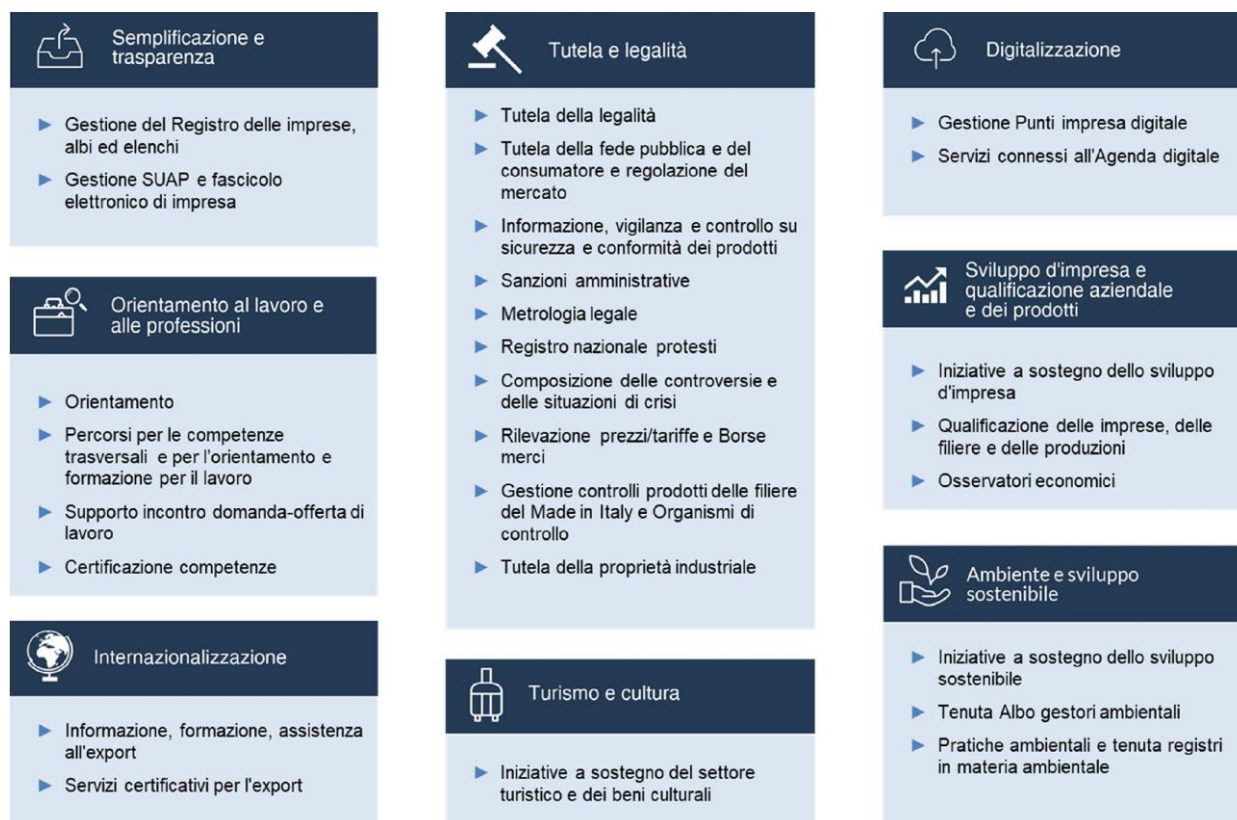 Semplificazione e
trasparenza
Gestione del Registro delle imprese,
albi ed elenchi
Gestione SUAP e fascicolo
elettronico di impresa
Orientamento al lavoro e
alle professioni
Orientamento
Percorsi per le competenze
trasversali e per l'orientamento e
formazione per il lavoro
Supporto incontro domanda-offerta di
lavoro
Certificazione competenze
Internazionalizzazione
Informazione, formazione, assistenza
all'export
Servizi certificativi per l'export
Tutela e legalità
Tutela della legalità
Tutela della fede pubblica e del
consumatore e regolazione del
mercato
Informazione, vigilanza e controllo su
sicurezza e conformità dei prodotti
Sanzioni amministrative
Metrologia legale
Registro nazionale protesti
Composizione delle controversie e
delle situazioni di crisi
Rilevazione prezzi/tariffe e Borse
merci
Gestione controlli prodotti delle filiere
del Made in Italy e Organismi di
controllo
Tutela della proprietà industriale
Turismo e cultura
Iniziative a sostegno del settore
turistico e dei beni culturali
Digitalizzazione
Gestione Punti impresa digitale
Servizi connessi all'Agenda digitale
Sviluppo d'impresa e
qualificazione aziendale
e dei prodotti
Iniziative a sostegno dello sviluppo
d'impresa
Qualificazione delle imprese, delle
filiere e delle produzioni
Osservatori economici
Ambiente e sviluppo
sostenibile
Iniziative a sostegno dello sviluppo
sostenibile
Tenuta Albo gestori ambientali
Pratiche ambientali e tenuta registri
in materia ambientale